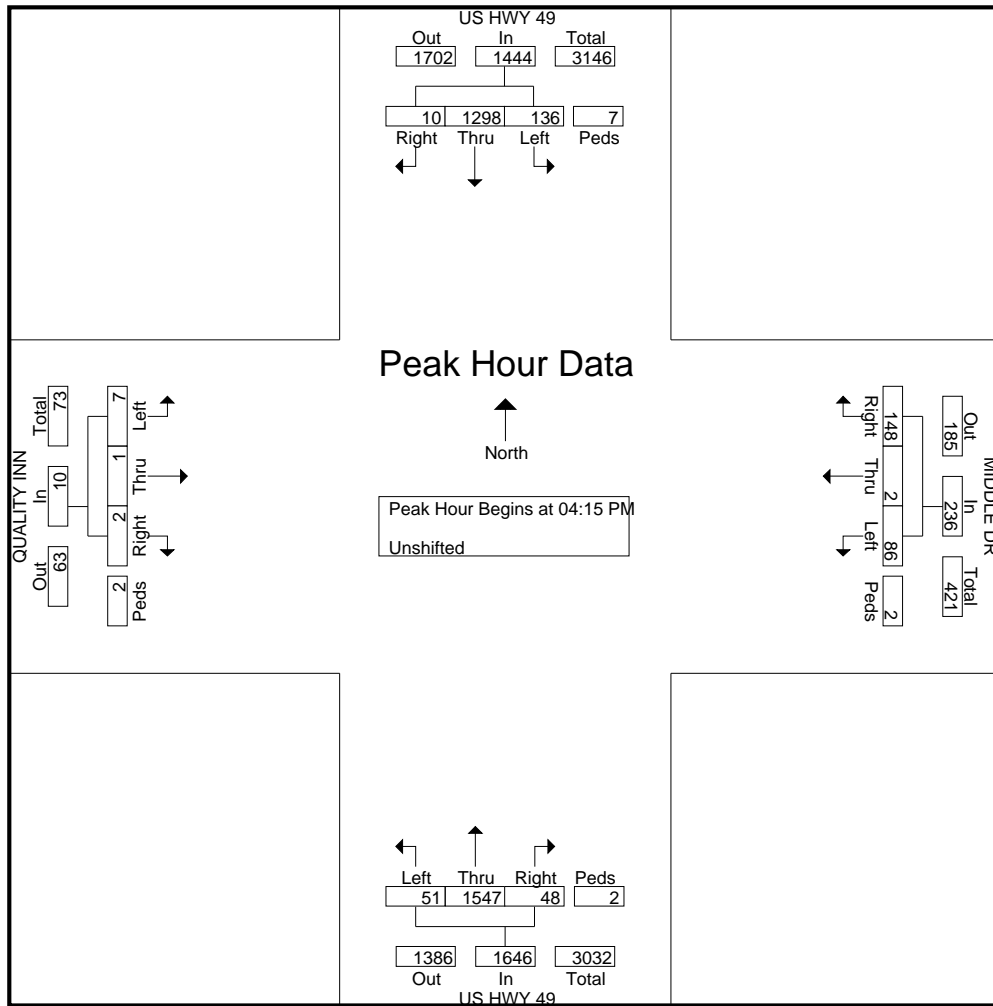 US HWY 49
Out In Total
1702 1444 3146
10 1298 136 7
Right Thru Left Peds
Peak Hour Data
North
Peak Hour Begins at 04:15 PM
Unshifted
QUALITY INN
Total In Out
73 10 63
7 1 2 2
Left Thru Right Peds
MIDDLE DR
Out In Total
185 236 421
148 2 86 2
Right Thru Left Peds
Left Thru Right Peds
51 1547 48 2
1386 1646 3032
Out In Total
US HWY 49